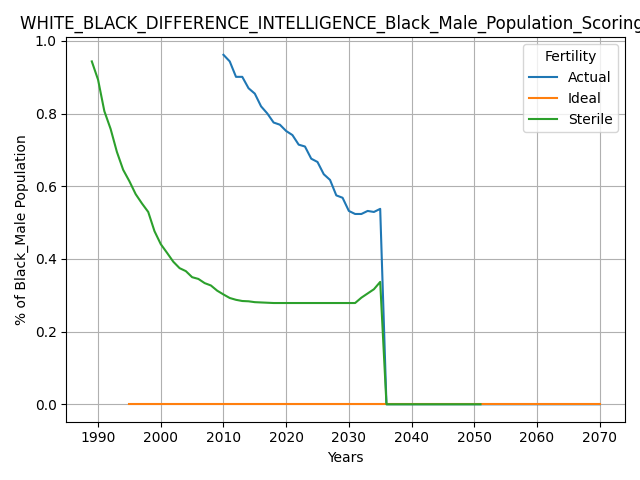 WHITE_BLACK_DIFFERENCE_INTELLIGENCE_Black_Male_Population_Scoring
1.0
0.8
0.6
0.4
0.2
0.0
% of Black_Male Population
Fertility
Actual
Ideal
Sterile
1990 2000 2010 2020 2030 2040 2050 2060 2070
Years